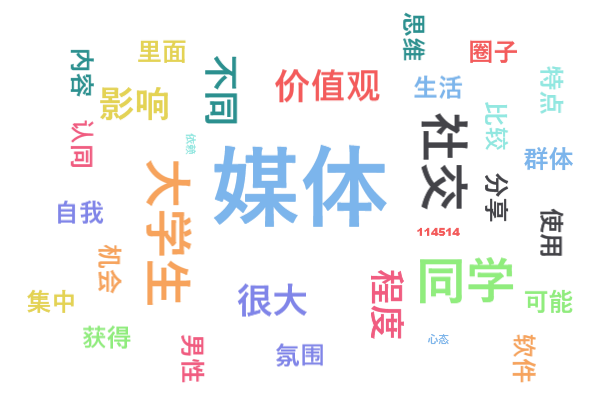 思维
里面
圈子
内容
不同
价值观
生活
特点
影响
比较
社交
认同
依赖
媒体
群体
大学生
分享
自我
使用
114514
机会
同学
程度
集中
很大
可能
获得
心态
男性
氛围
软件